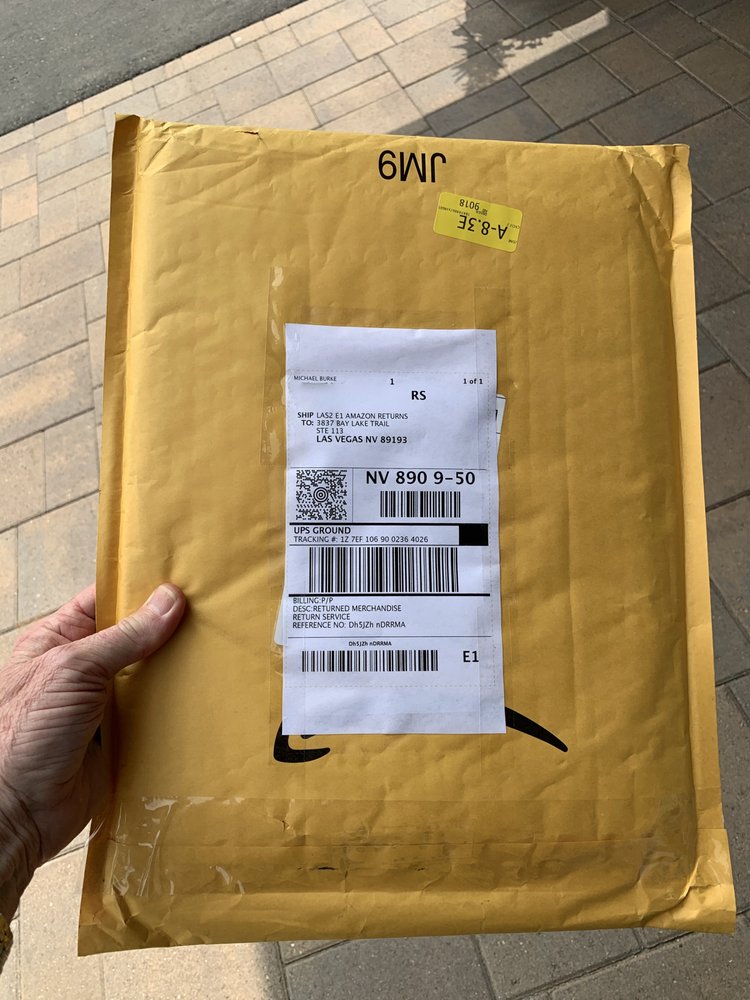 JM9
A-8.3E
9018
MICHAEL BURKE
1
1 of 1
RS
SHIP TO: LAS2 E1 AMAZON RETURNS
3837 BAY LAKE TRAIL
STE 113
LAS VEGAS NV 89193
NV 890 9-50
UPS GROUND
TRACKING #: 1Z 7EF 106 90 0236 4026
BILLING:P/P
DESC:RETURNED MERCHANDISE
RETURN SERVICE
REFERENCE NO: Dh5JZh nDRRMA
Dh5JZh nDRRMA
E1